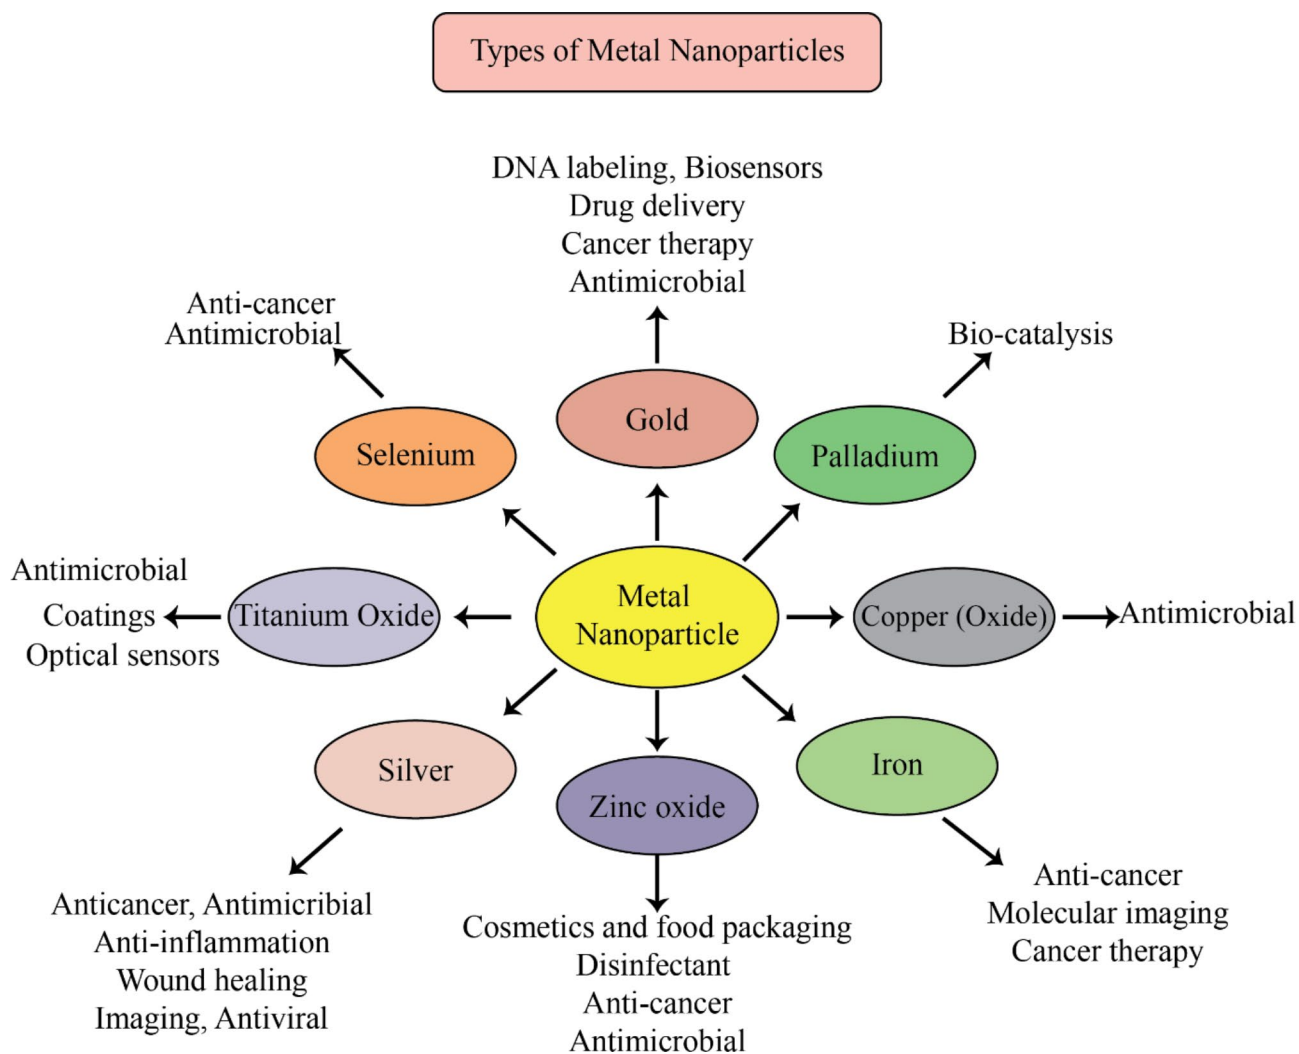 Types of Metal Nanoparticles
DNA labeling, Biosensors
Drug delivery
Cancer therapy
Antimicrobial
Anti-cancer
Antimicrobial
Bio-catalysis
Gold
Selenium
Palladium
Antimicrobial
Coatings
Optical sensors
Titanium Oxide
Metal
Nanoparticle
Copper (Oxide)
Antimicrobial
Silver
Zinc oxide
Iron
Anticancer, Antimicribial
Anti-inflammation
Wound healing
Imaging, Antiviral
Cosmetics and food packaging
Disinfectant
Anti-cancer
Antimicrobial
Anti-cancer
Molecular imaging
Cancer therapy